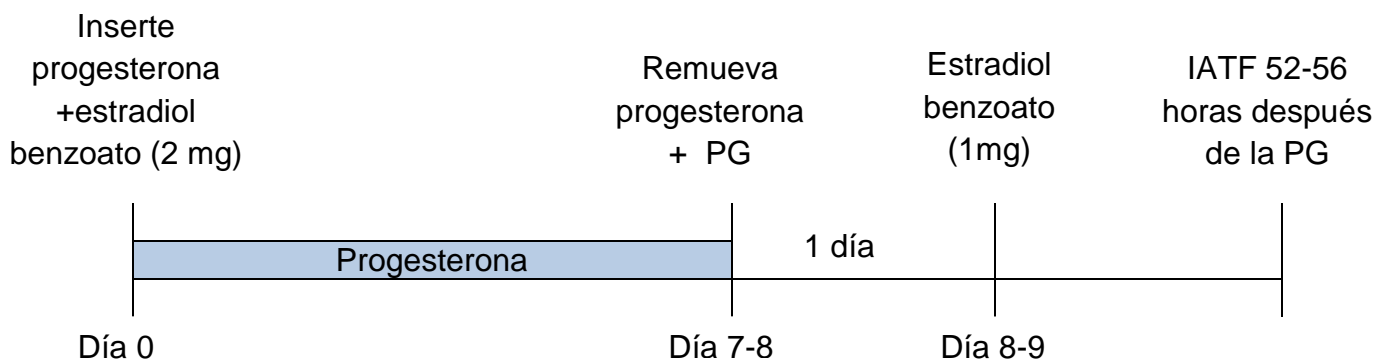 Inserte
progesterona
+estradiol
benzoato (2 mg)
Remueva
progesterona
+ PG
Estradiol
benzoato
(1mg)
IATF 52-56
horas después
de la PG
Progesterona
1 día
Día 0
Día 7-8
Día 8-9